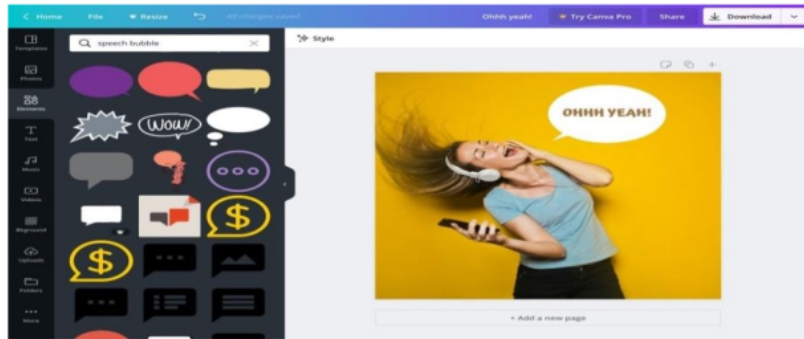 < Home File Resize All changes saved Ohhh yeah! Try Canva Pro Share Download
Templates
Photos
Elements
Text
Music
Videos
Bkground
Uploads
Folders
More
speech bubble
Wow!
$
$
Style
OHHH YEAH!
+ Add a new page